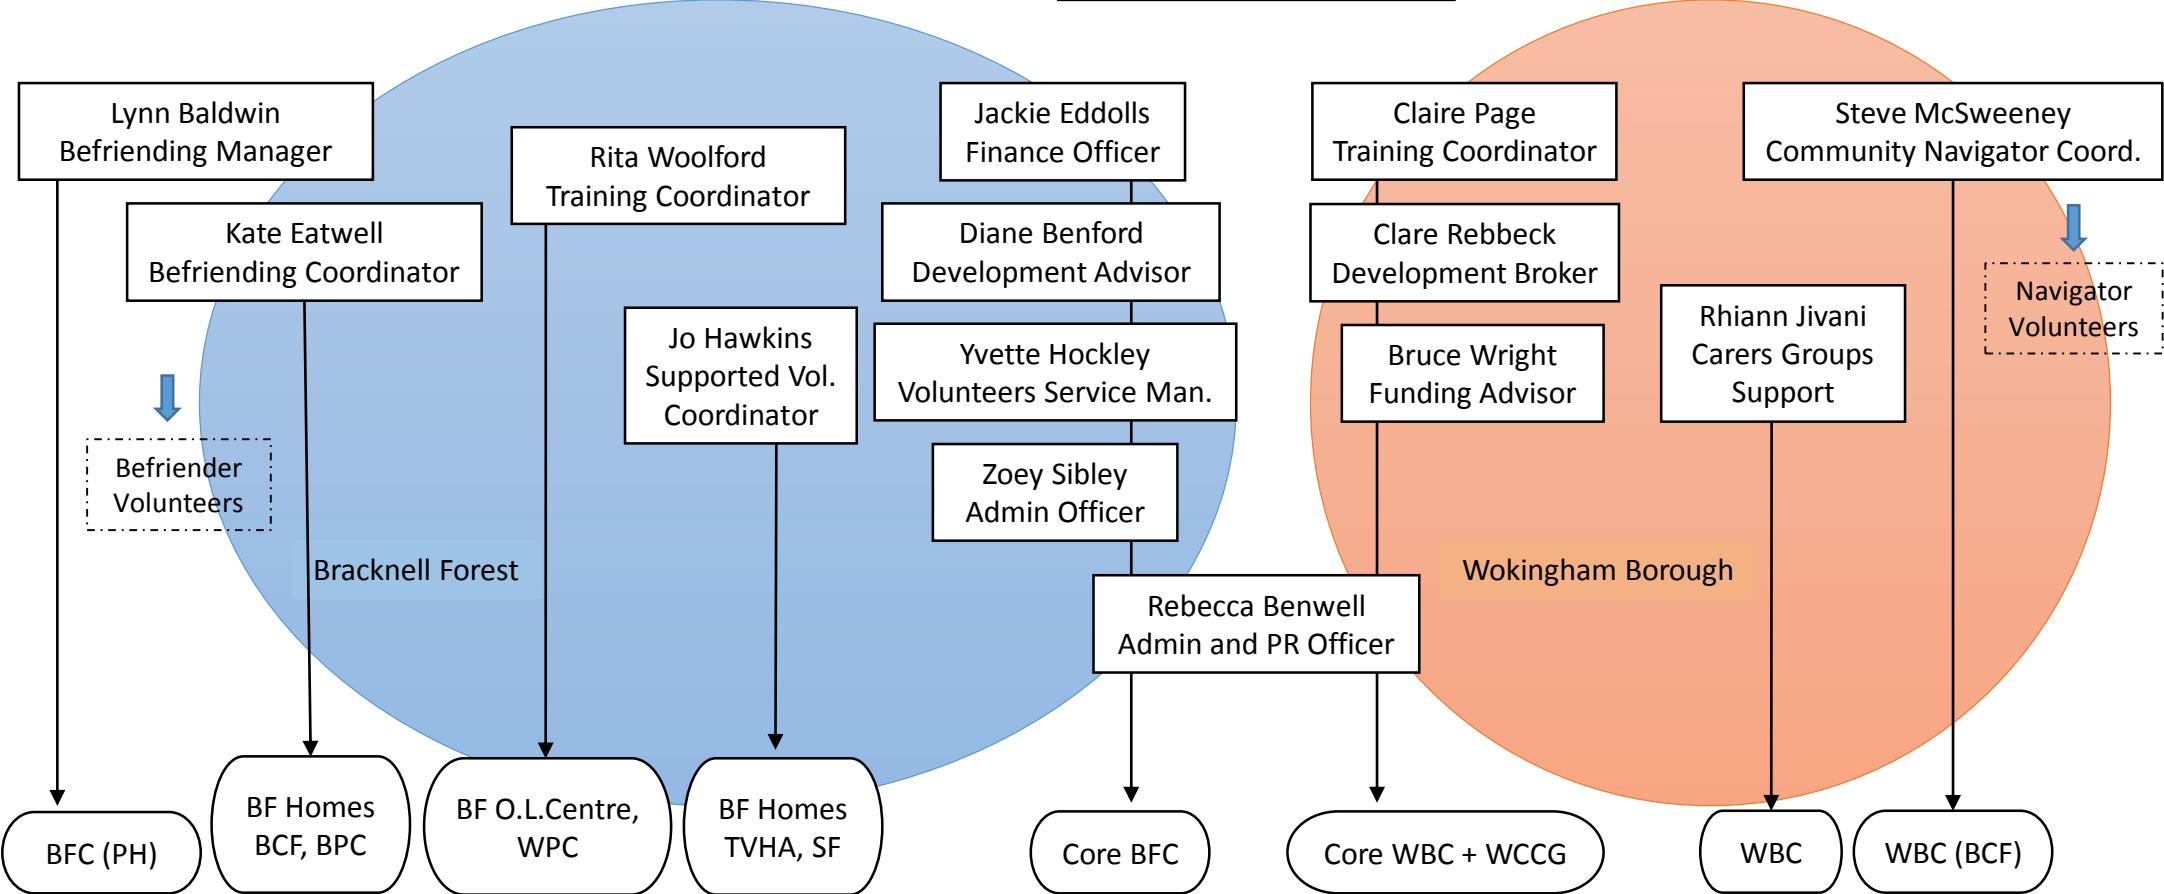 Lynn Baldwin
Befriending Manager
Kate Eatwell
Befriending Coordinator
Befriender
Volunteers
Rita Woolford
Training Coordinator
Jo Hawkins
Supported Vol.
Coordinator
Jackie Eddolls
Finance Officer
Diane Benford
Development Advisor
Yvette Hockley
Volunteers Service Man.
Zoey Sibley
Admin Officer
Bracknell Forest
Claire Page
Training Coordinator
Clare Rebbeck
Development Broker
Bruce Wright
Funding Advisor
Steve McSweeney
Community Navigator Coord.
Rhiann Jivani
Carers Groups
Support
Navigator
Volunteers
Wokingham Borough
Rebecca Benwell
Admin and PR Officer
BFC (PH)
BF Homes
BCF, BPC
BF O.L.Centre,
WPC
BF Homes
TVHA, SF
Core BFC
Core WBC + WCCG
WBC
WBC (BCF)